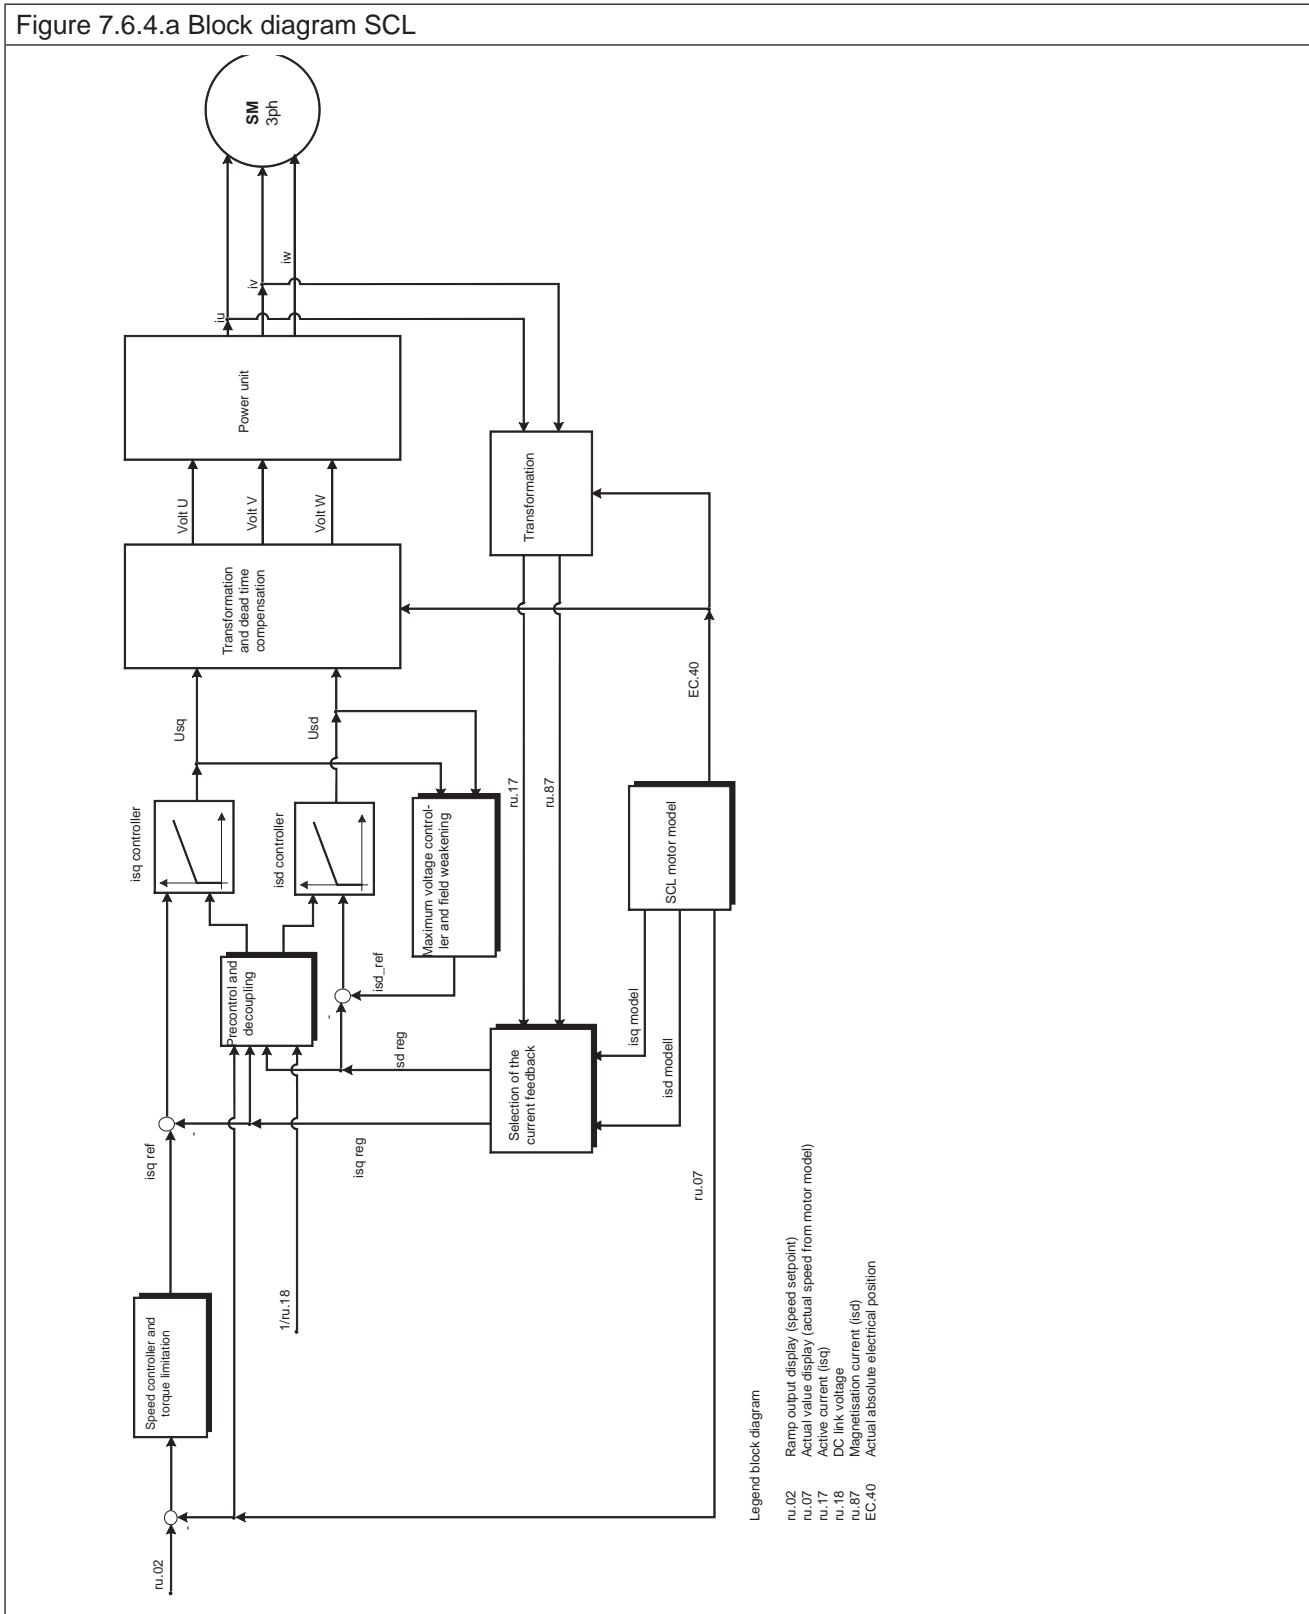 Figure 7.6.4.a Block diagram SCL
SM
3ph
iu
iv
iw
Power unit
Volt U
Volt V
Volt W
Transformation
Transformation
and dead time
compensation
EC.40
Usq
Usd
ru.17
ru.87
isq controller
isd controller
Maximum voltage control-
ler and field weakening
SCL motor model
Precontrol and
decoupling
isd_ref
-
isq model
isd modell
sd reg
Selection of the
current feedback
isq ref
-
isq reg
ru.07
Speed controller and
torque limitation
1/ru.18
ru.02
-
Legend block diagram
ru.02 Ramp output display (speed setpoint)
ru.07 Actual value display (actual speed from motor model)
ru.17 Active current (isq)
ru.18 DC link voltage
ru.87 Magnetisation current (isd)
EC.40 Actual absolute electrical position